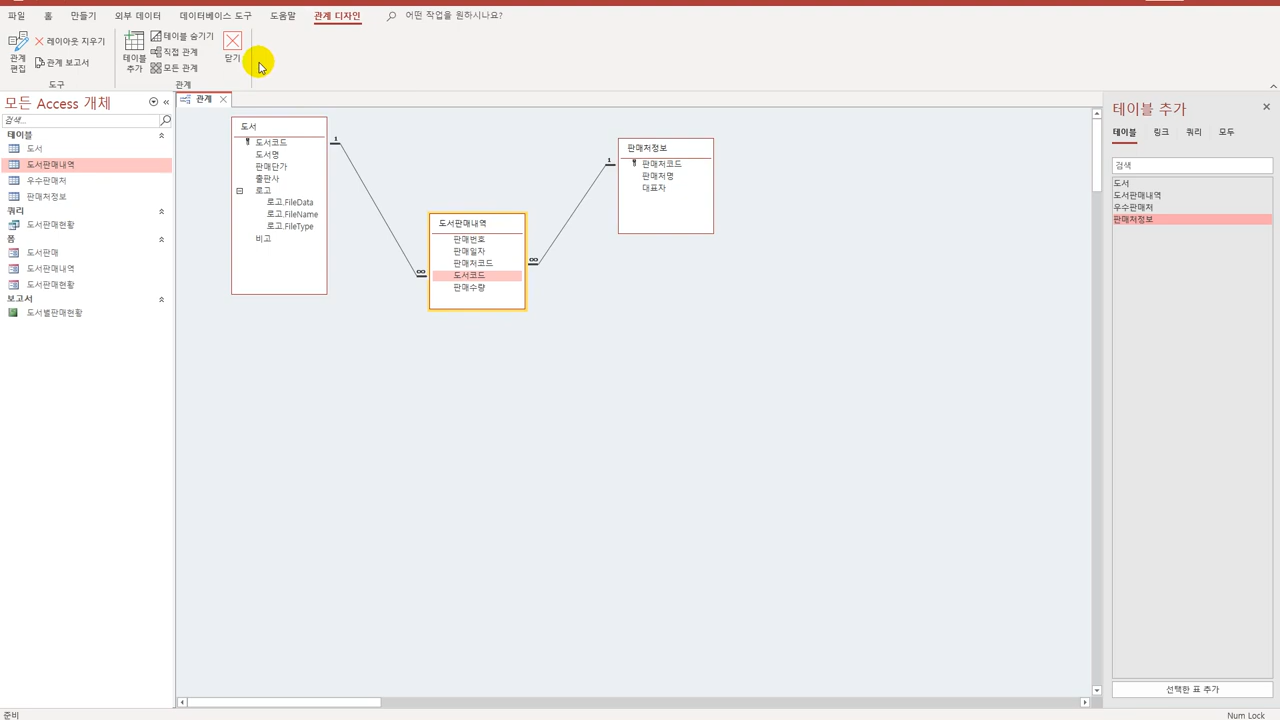 파일 홈 만들기 외부 데이터 데이터베이스 도구 도움말 관계 디자인 어떤 작업을 원하시나요?
관계 편집
레이아웃 지우기
관계 보고서
도구
테이블 추가
테이블 숨기기
직접 관계
모든 관계
닫기
관계
모든 Access 개체
검색...
테이블
도서
도서판매내역
우수판매처
판매처정보
쿼리
도서판매현황
폼
도서판매
도서판매내역
도서판매현황
보고서
도서별판매현황
관계
도서
도서코드
도서명
판매단가
출판사
로고
로고.FileData
로고.FileName
로고.FileType
비고
1
∞
도서판매내역
판매번호
판매일자
판매처코드
도서코드
판매수량
∞
1
판매처정보
판매처코드
판매처명
대표자
테이블 추가
테이블 링크 쿼리 모두
검색
도서
도서판매내역
우수판매처
판매처정보
선택한 표 추가
준비
Num Lock